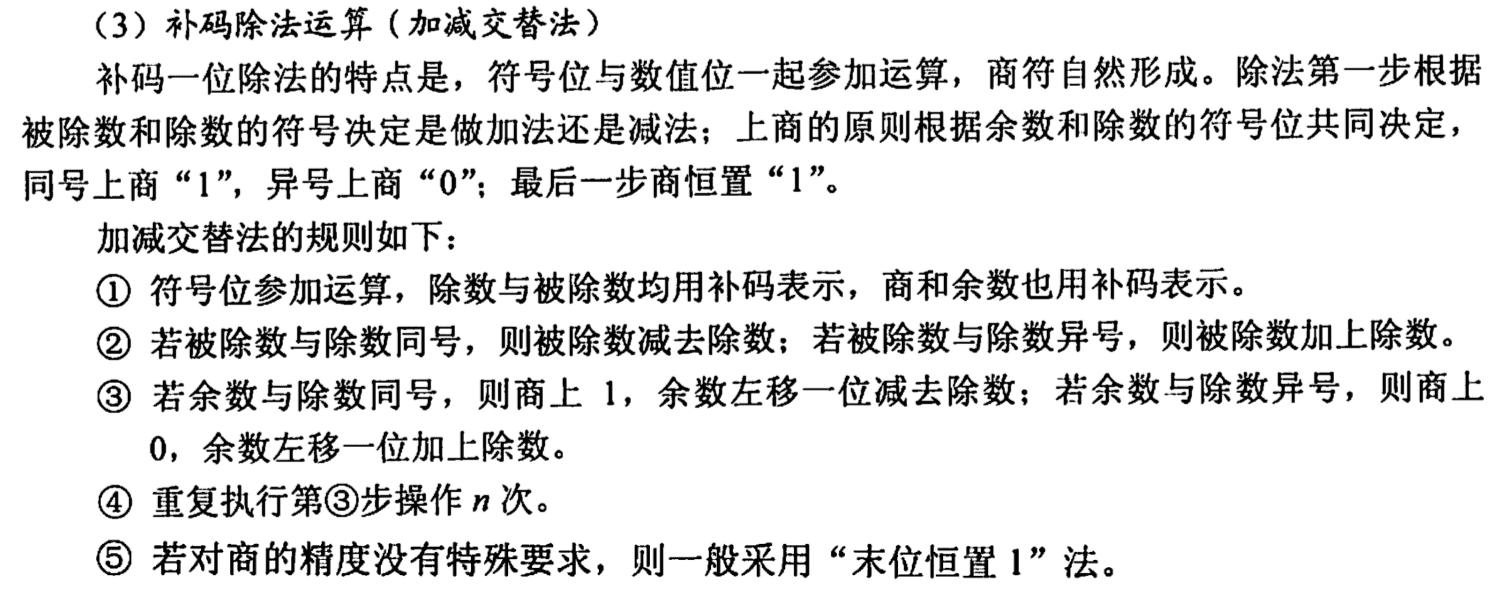 （3）补码除法运算（加减交替法）
补码一位除法的特点是，符号位与数值位一起参加运算，商符自然形成。除法第一步根据
被除数和除数的符号决定是做加法还是减法；上商的原则根据余数和除数的符号位共同决定，
同号上商“1”，异号上商“0”；最后一步商恒置“1”。
加减交替法的规则如下：
① 符号位参加运算，除数与被除数均用补码表示，商和余数也用补码表示。
② 若被除数与除数同号，则被除数减去除数；若被除数与除数异号，则被除数加上除数。
③ 若余数与除数同号，则商上 1，余数左移一位减去除数；若余数与除数异号，则商上
0，余数左移一位加上除数。
④ 重复执行第③步操作 n 次。
⑤ 若对商的精度没有特殊要求，则一般采用“末位恒置 1”法。